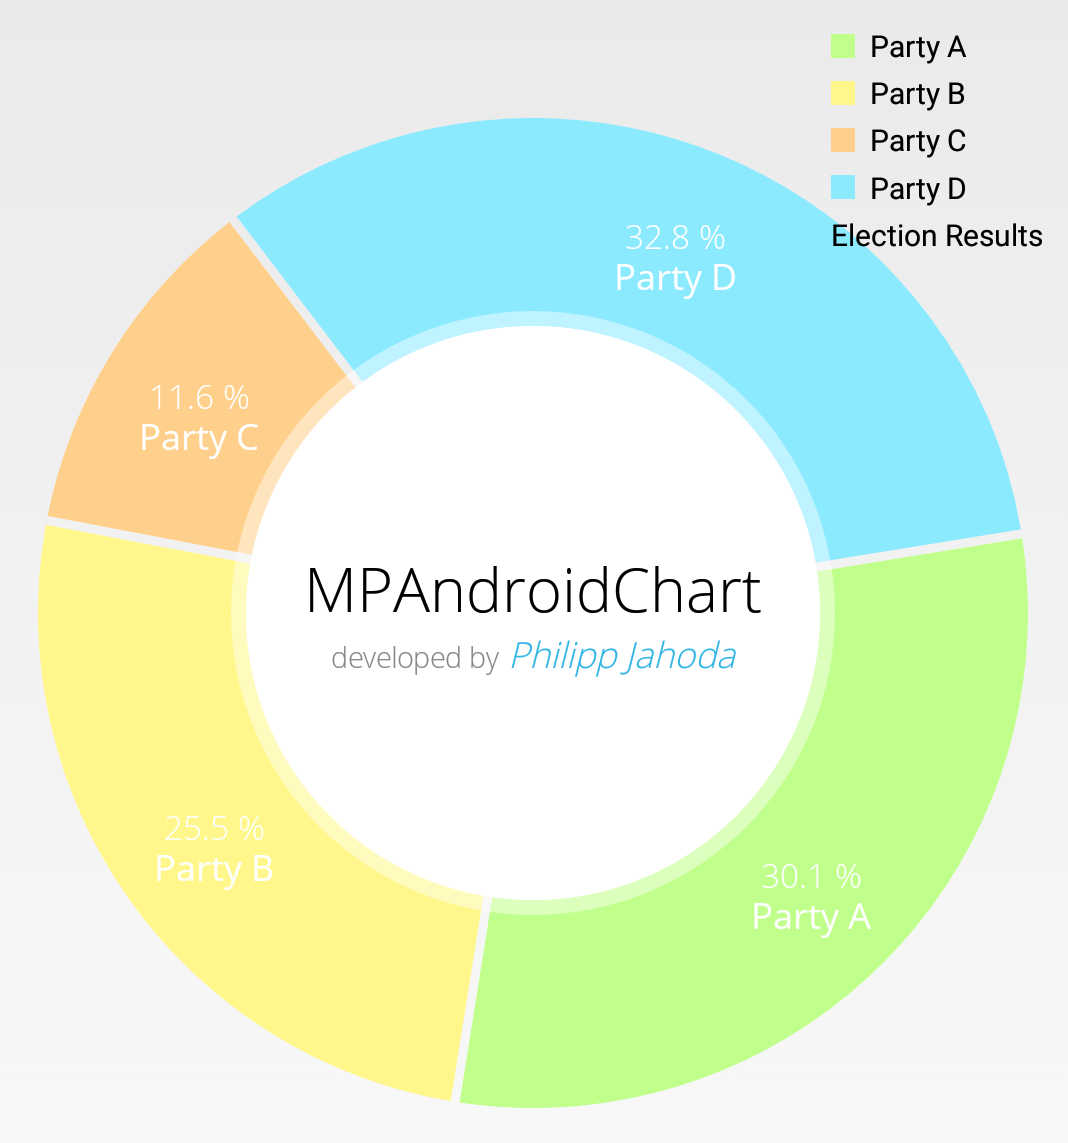 Party A
Party B
Party C
Party D
Election Results
32.8 %
Party D
11.6 %
Party C
MPAndroidChart
developed by Philipp Jahoda
25.5 %
Party B
30.1 %
Party A